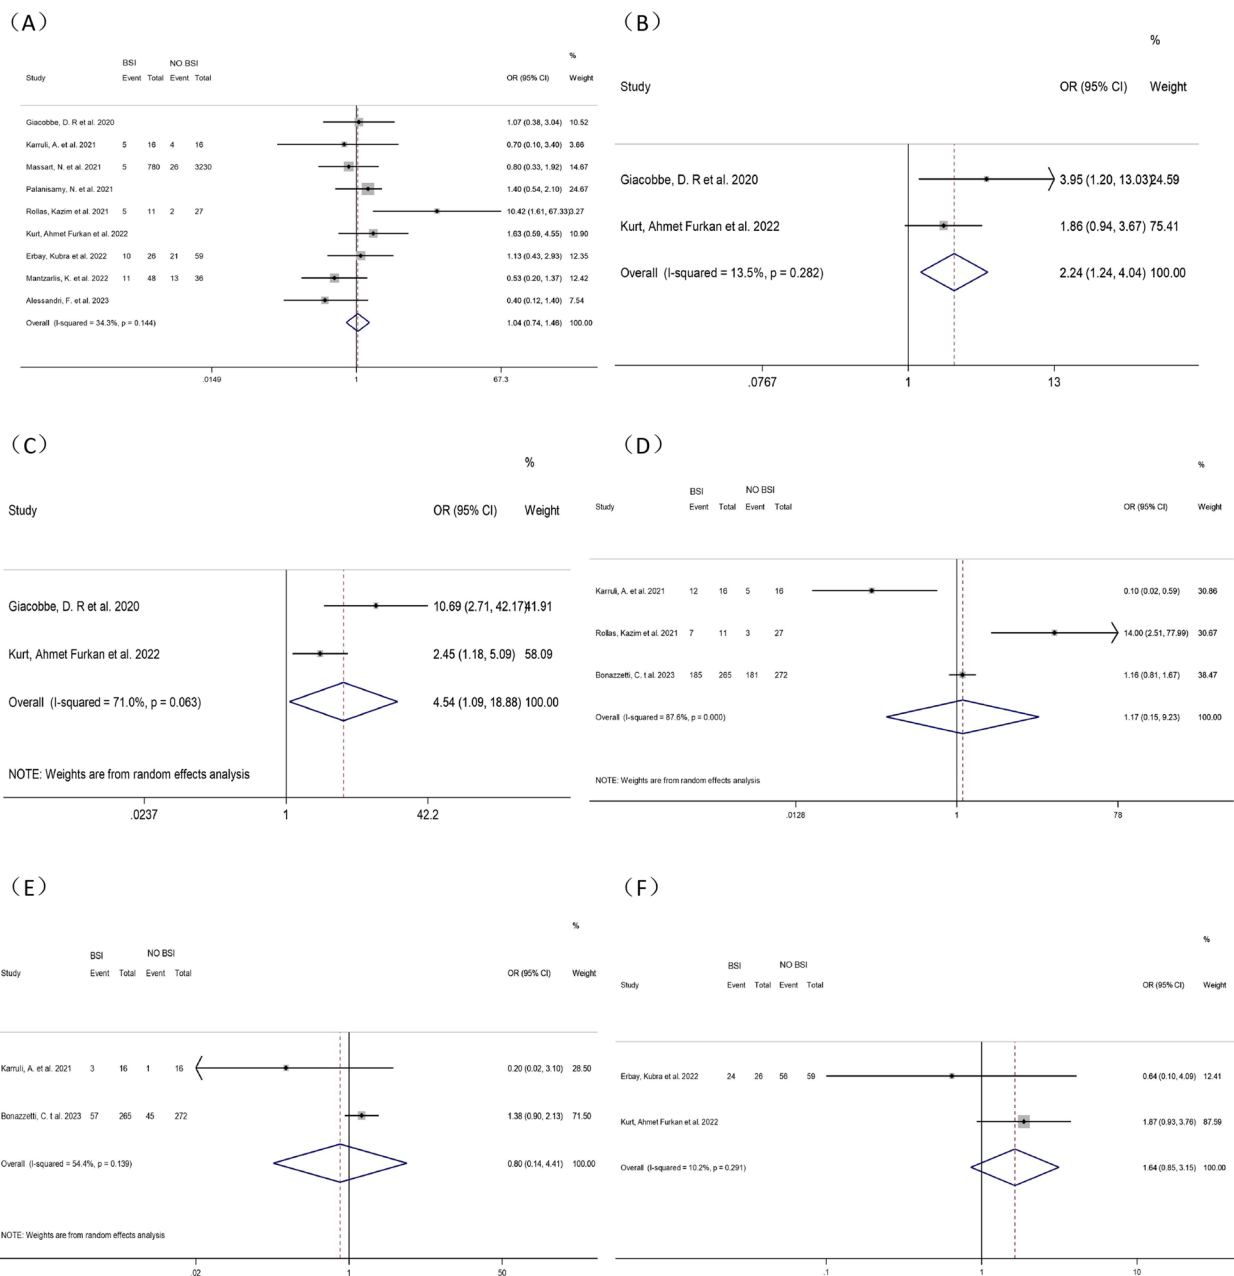 （A）
%
BSI NO BSI
Study Event Total Event Total OR (95% CI) Weight
Giacobbe, D. R et al. 2020 1.07 (0.38, 3.04) 10.52
Karruli, A. et al. 2021 5 16 4 16 0.70 (0.10, 3.40) 3.66
Massart, N. et al. 2021 5 780 26 3230 0.80 (0.33, 1.92) 14.67
Palanisamy, N. et al. 2021 1.40 (0.54, 2.10) 24.67
Rollas, Kazim et al. 2021 5 11 2 27 10.42 (1.61, 67.33) 3.27
Kurt, Ahmet Furkan et al. 2022 1.63 (0.59, 4.55) 10.90
Erbay, Kubra et al. 2022 10 26 21 59 1.13 (0.43, 2.93) 12.35
Mantzarlis, K. et al. 2022 11 48 13 36 0.53 (0.20, 1.37) 12.42
Alessandri, F. et al. 2023 0.40 (0.12, 1.40) 7.54
Overall (I-squared = 34.3%, p = 0.144) 1.04 (0.74, 1.46) 100.00
.0149 1 67.3
（B）
%
Study OR (95% CI) Weight
Giacobbe, D. R et al. 2020 3.95 (1.20, 13.03) 24.59
Kurt, Ahmet Furkan et al. 2022 1.86 (0.94, 3.67) 75.41
Overall (I-squared = 13.5%, p = 0.282) 2.24 (1.24, 4.04) 100.00
.0767 1 13
（C）
%
Study OR (95% CI) Weight
Giacobbe, D. R et al. 2020 10.69 (2.71, 42.17) 41.91
Kurt, Ahmet Furkan et al. 2022 2.45 (1.18, 5.09) 58.09
Overall (I-squared = 71.0%, p = 0.063) 4.54 (1.09, 18.88) 100.00
NOTE: Weights are from random effects analysis
.0237 1 42.2
（D）
%
BSI NO BSI
Study Event Total Event Total OR (95% CI) Weight
Karruli, A. et al. 2021 12 16 5 16 0.10 (0.02, 0.59) 30.86
Rollas, Kazim et al. 2021 7 11 3 27 14.00 (2.51, 77.99) 30.67
Bonazzetti, C. t al. 2023 185 265 181 272 1.16 (0.81, 1.67) 38.47
Overall (I-squared = 87.6%, p = 0.000) 1.17 (0.15, 9.23) 100.00
NOTE: Weights are from random effects analysis
.0128 1 78
（E）
%
BSI NO BSI
Study Event Total Event Total OR (95% CI) Weight
Karruli, A. et al. 2021 3 16 1 16 0.20 (0.02, 3.10) 28.50
Bonazzetti, C. t al. 2023 57 265 45 272 1.38 (0.90, 2.13) 71.50
Overall (I-squared = 54.4%, p = 0.139) 0.80 (0.14, 4.41) 100.00
NOTE: Weights are from random effects analysis
.02 1 50
（F）
%
BSI NO BSI
Study Event Total Event Total OR (95% CI) Weight
Erbay, Kubra et al. 2022 24 26 56 59 0.64 (0.10, 4.09) 12.41
Kurt, Ahmet Furkan et al. 2022 1.87 (0.93, 3.76) 87.59
Overall (I-squared = 10.2%, p = 0.291) 1.64 (0.85, 3.15) 100.00
.1 1 10